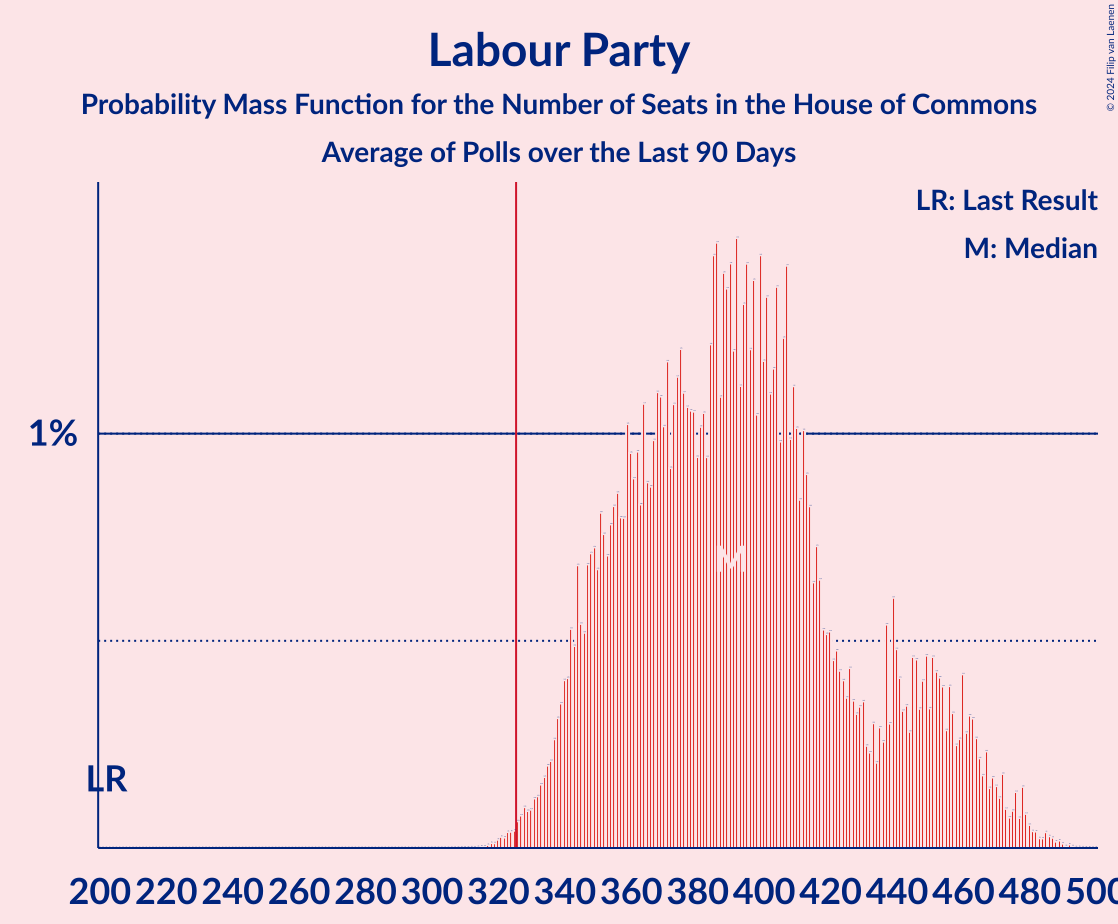 Labour Party
Probability Mass Function for the Number of Seats in the House of Commons
Average of Polls over the Last 90 Days
© 2024 Filip van Laenen
LR: Last Result
M: Median
1%
M
LR
200 220 240 260 280 300 320 340 360 380 400 420 440 460 480 500